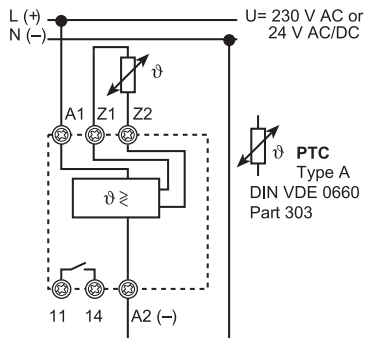 L (+)
U= 230 V AC or
N (–)
24 V AC/DC
ϑ
A1 Z1 Z2
ϑ PTC
Type A
DIN VDE 0660
Part 303
ϑ ≷
11 14 A2 (–)